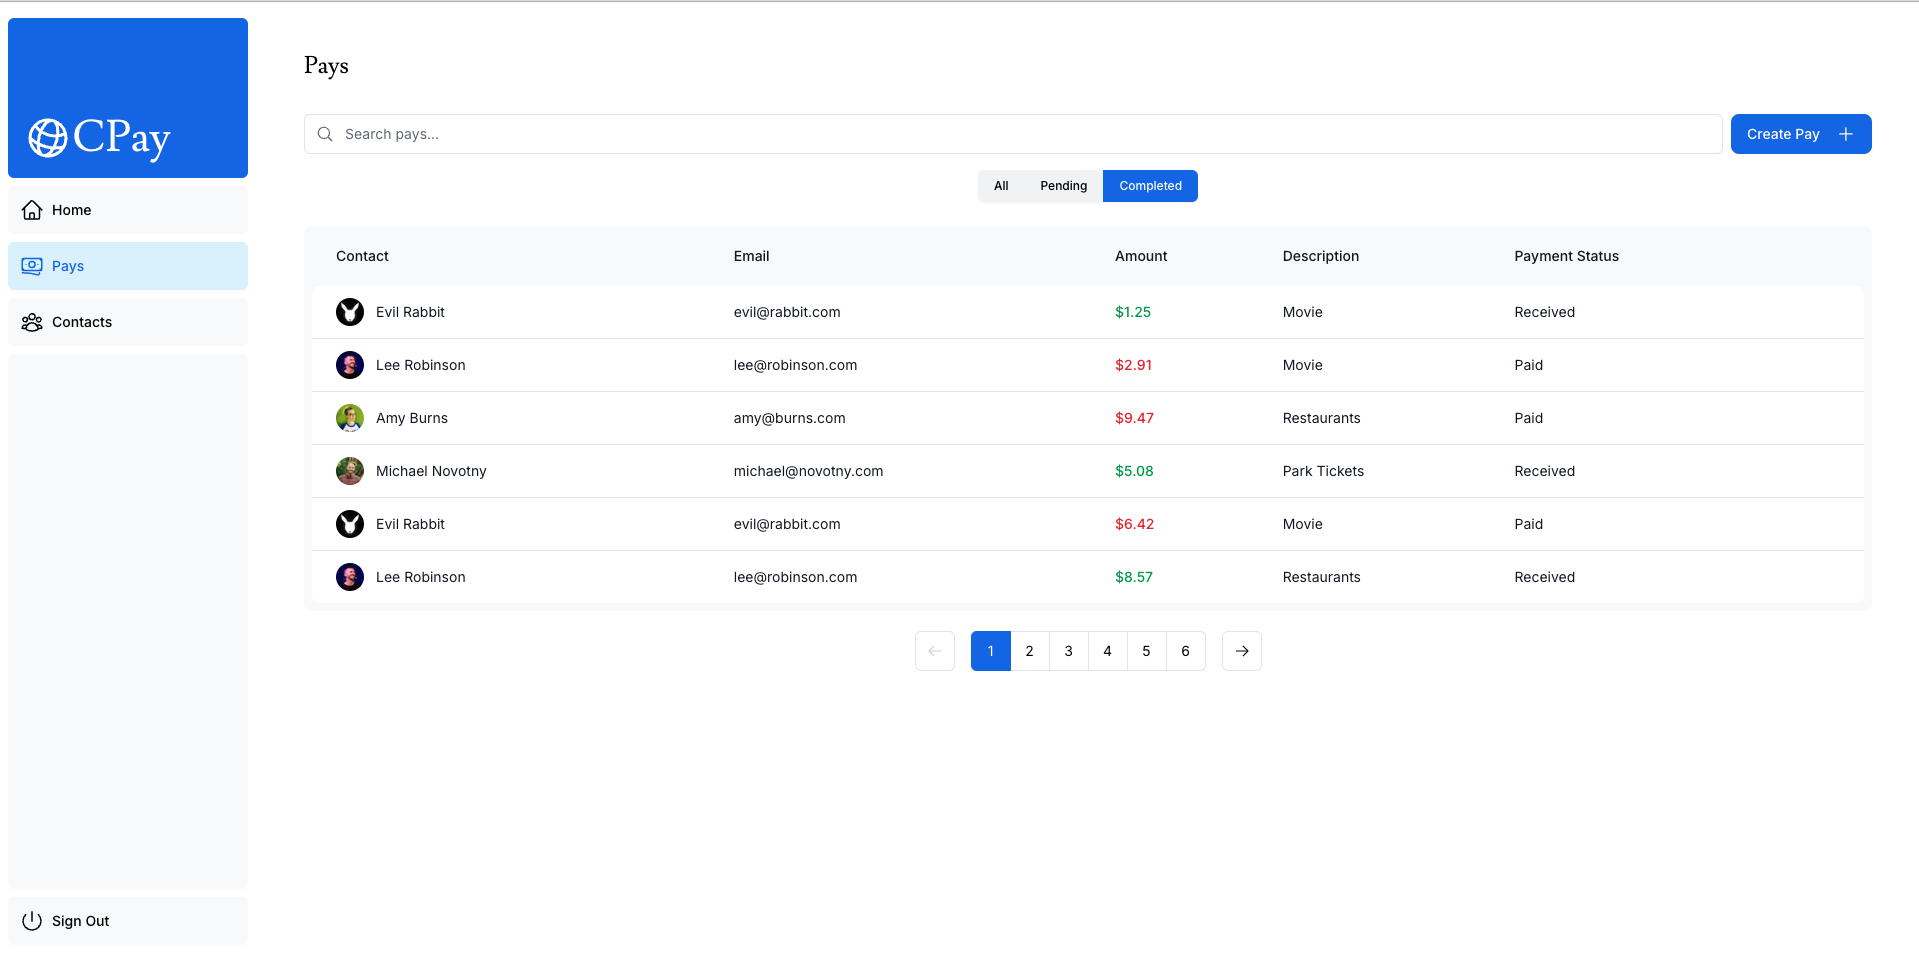 CPay
Home
Pays
Contacts
Sign Out
Pays
Search pays...
Create Pay
All Pending Completed
Contact Email Amount Description Payment Status
Evil Rabbit evil@rabbit.com $1.25 Movie Received
Lee Robinson lee@robinson.com $2.91 Movie Paid
Amy Burns amy@burns.com $9.47 Restaurants Paid
Michael Novotny michael@novotny.com $5.08 Park Tickets Received
Evil Rabbit evil@rabbit.com $6.42 Movie Paid
Lee Robinson lee@robinson.com $8.57 Restaurants Received
1 2 3 4 5 6